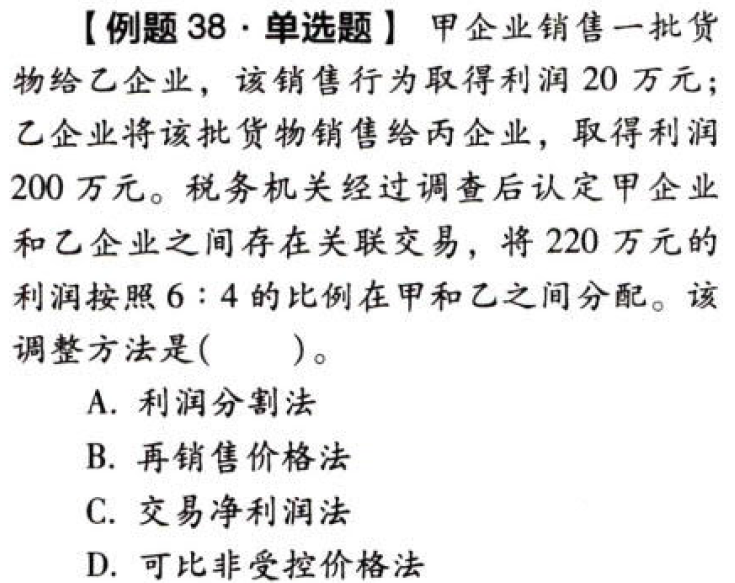 【例题 38 · 单选题】 甲企业销售一批货
物给乙企业，该销售行为取得利润 20 万元；
乙企业将该批货物销售给丙企业，取得利润
200 万元。税务机关经过调查后认定甲企业
和乙企业之间存在关联交易，将 220 万元的
利润按照 6：4 的比例在甲和乙之间分配。该
调整方法是(　　)。
A. 利润分割法
B. 再销售价格法
C. 交易净利润法
D. 可比非受控价格法